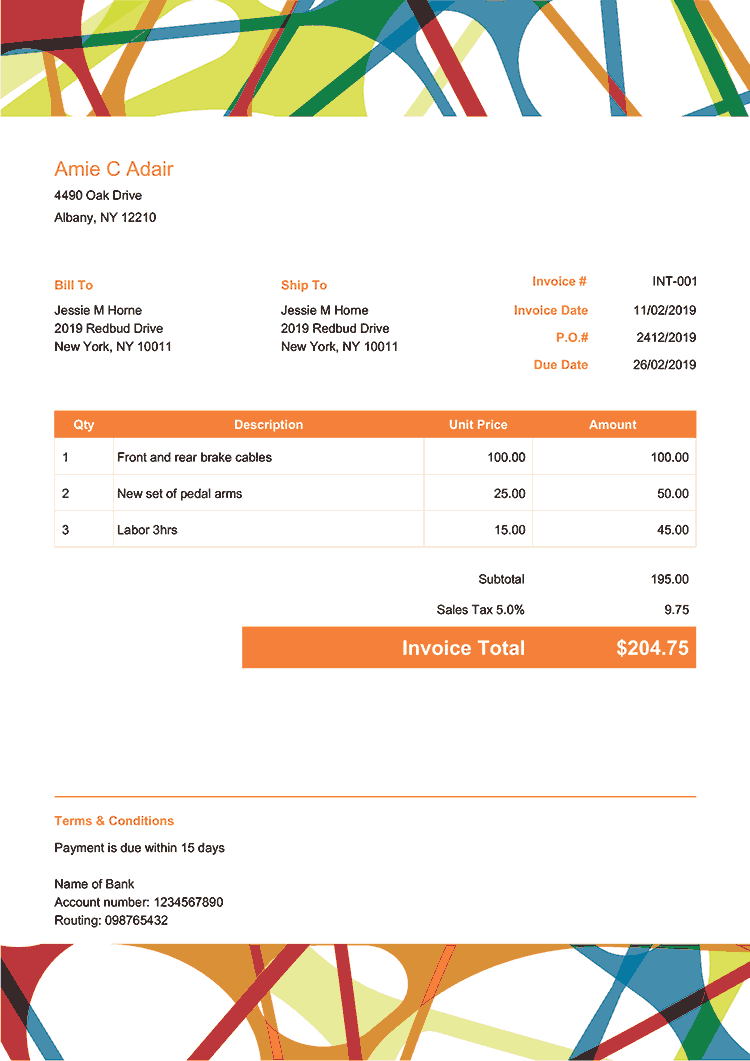 Amie C Adair
4490 Oak Drive
Albany, NY 12210
Bill To
Jessie M Horne
2019 Redbud Drive
New York, NY 10011
Ship To
Jessie M Horne
2019 Redbud Drive
New York, NY 10011
Invoice # INT-001
Invoice Date 11/02/2019
P.O.# 2412/2019
Due Date 26/02/2019
Qty Description Unit Price Amount
1 Front and rear brake cables 100.00 100.00
2 New set of pedal arms 25.00 50.00
3 Labor 3hrs 15.00 45.00
Subtotal 195.00
Sales Tax 5.0% 9.75
Invoice Total $204.75
Terms & Conditions
Payment is due within 15 days
Name of Bank
Account number: 1234567890
Routing: 098765432